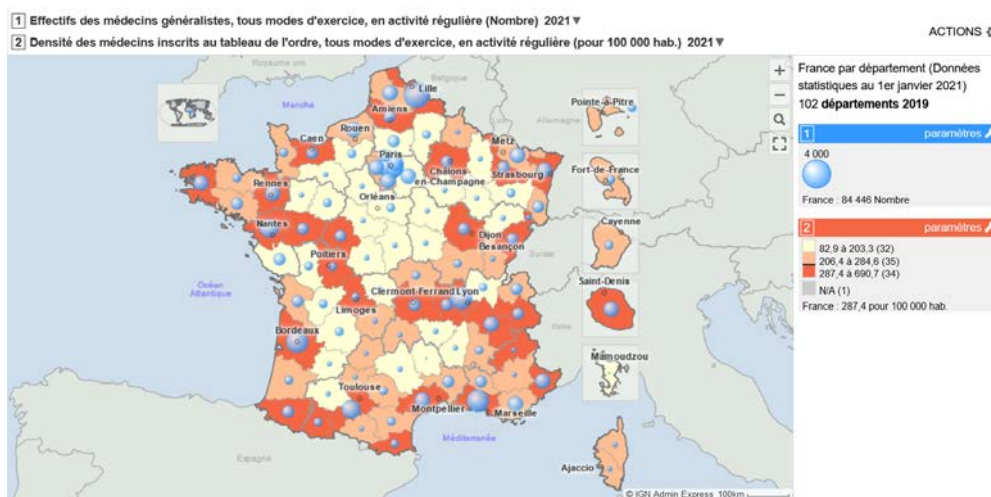 1 Effectifs des médecins généralistes, tous modes d'exercice, en activité régulière (Nombre) 2021▼
2 Densité des médecins inscrits au tableau de l'ordre, tous modes d'exercice, en activité régulière (pour 100 000 hab.) 2021▼
ACTIONS
Royaume uni
Belgique
Lille
Manche
Amiens
Allemagne
Rouen
Caen
Metz
Paris
Châlons-
en-Champagne
Strasbourg
Rennes
Orléans
Nantes
Dijon
Besançon
Suisse
Poitiers
Océan
Atlantique
Clermont-Ferrand
Lyon
Limoges
Italie
Bordeaux
Toulouse
Montpellier
Marseille
Méditerranée
Espagne
Ajaccio
Pointe-à-Pitre
Fort-de-France
Cayenne
Saint-Denis
Mamoudzou
© IGN Admin Express 100km
+
−
France par département (Données
statistiques au 1er janvier 2021)
102 départements 2019
1 paramètres
4 000
France : 84 446 Nombre
2 paramètres
82,9 à 203,3 (32)
206,4 à 284,6 (35)
287,4 à 690,7 (34)
N/A (1)
France : 287,4 pour 100 000 hab.